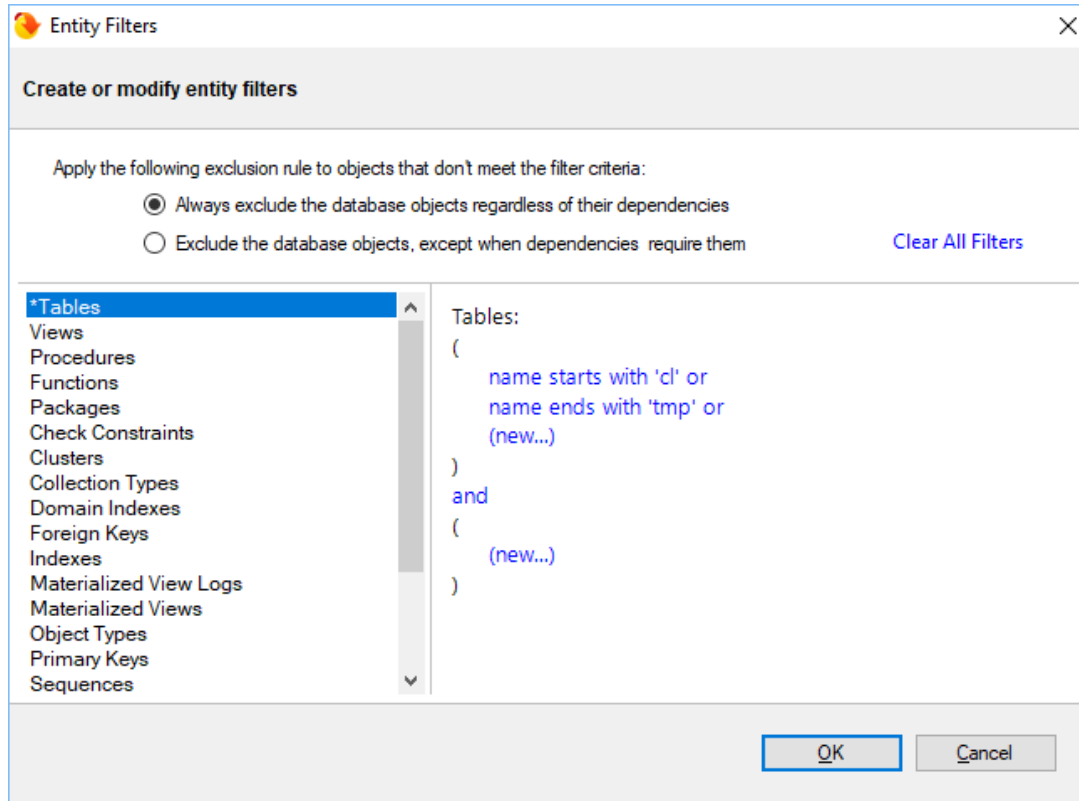 Entity Filters
Create or modify entity filters
Apply the following exclusion rule to objects that don't meet the filter criteria:
Always exclude the database objects regardless of their dependencies
Exclude the database objects, except when dependencies require them
Clear All Filters
*Tables
Views
Procedures
Functions
Packages
Check Constraints
Clusters
Collection Types
Domain Indexes
Foreign Keys
Indexes
Materialized View Logs
Materialized Views
Object Types
Primary Keys
Sequences
Tables:
(
name starts with 'cl' or
name ends with 'tmp' or
(new...)
)
and
(
(new...)
)
OK
Cancel